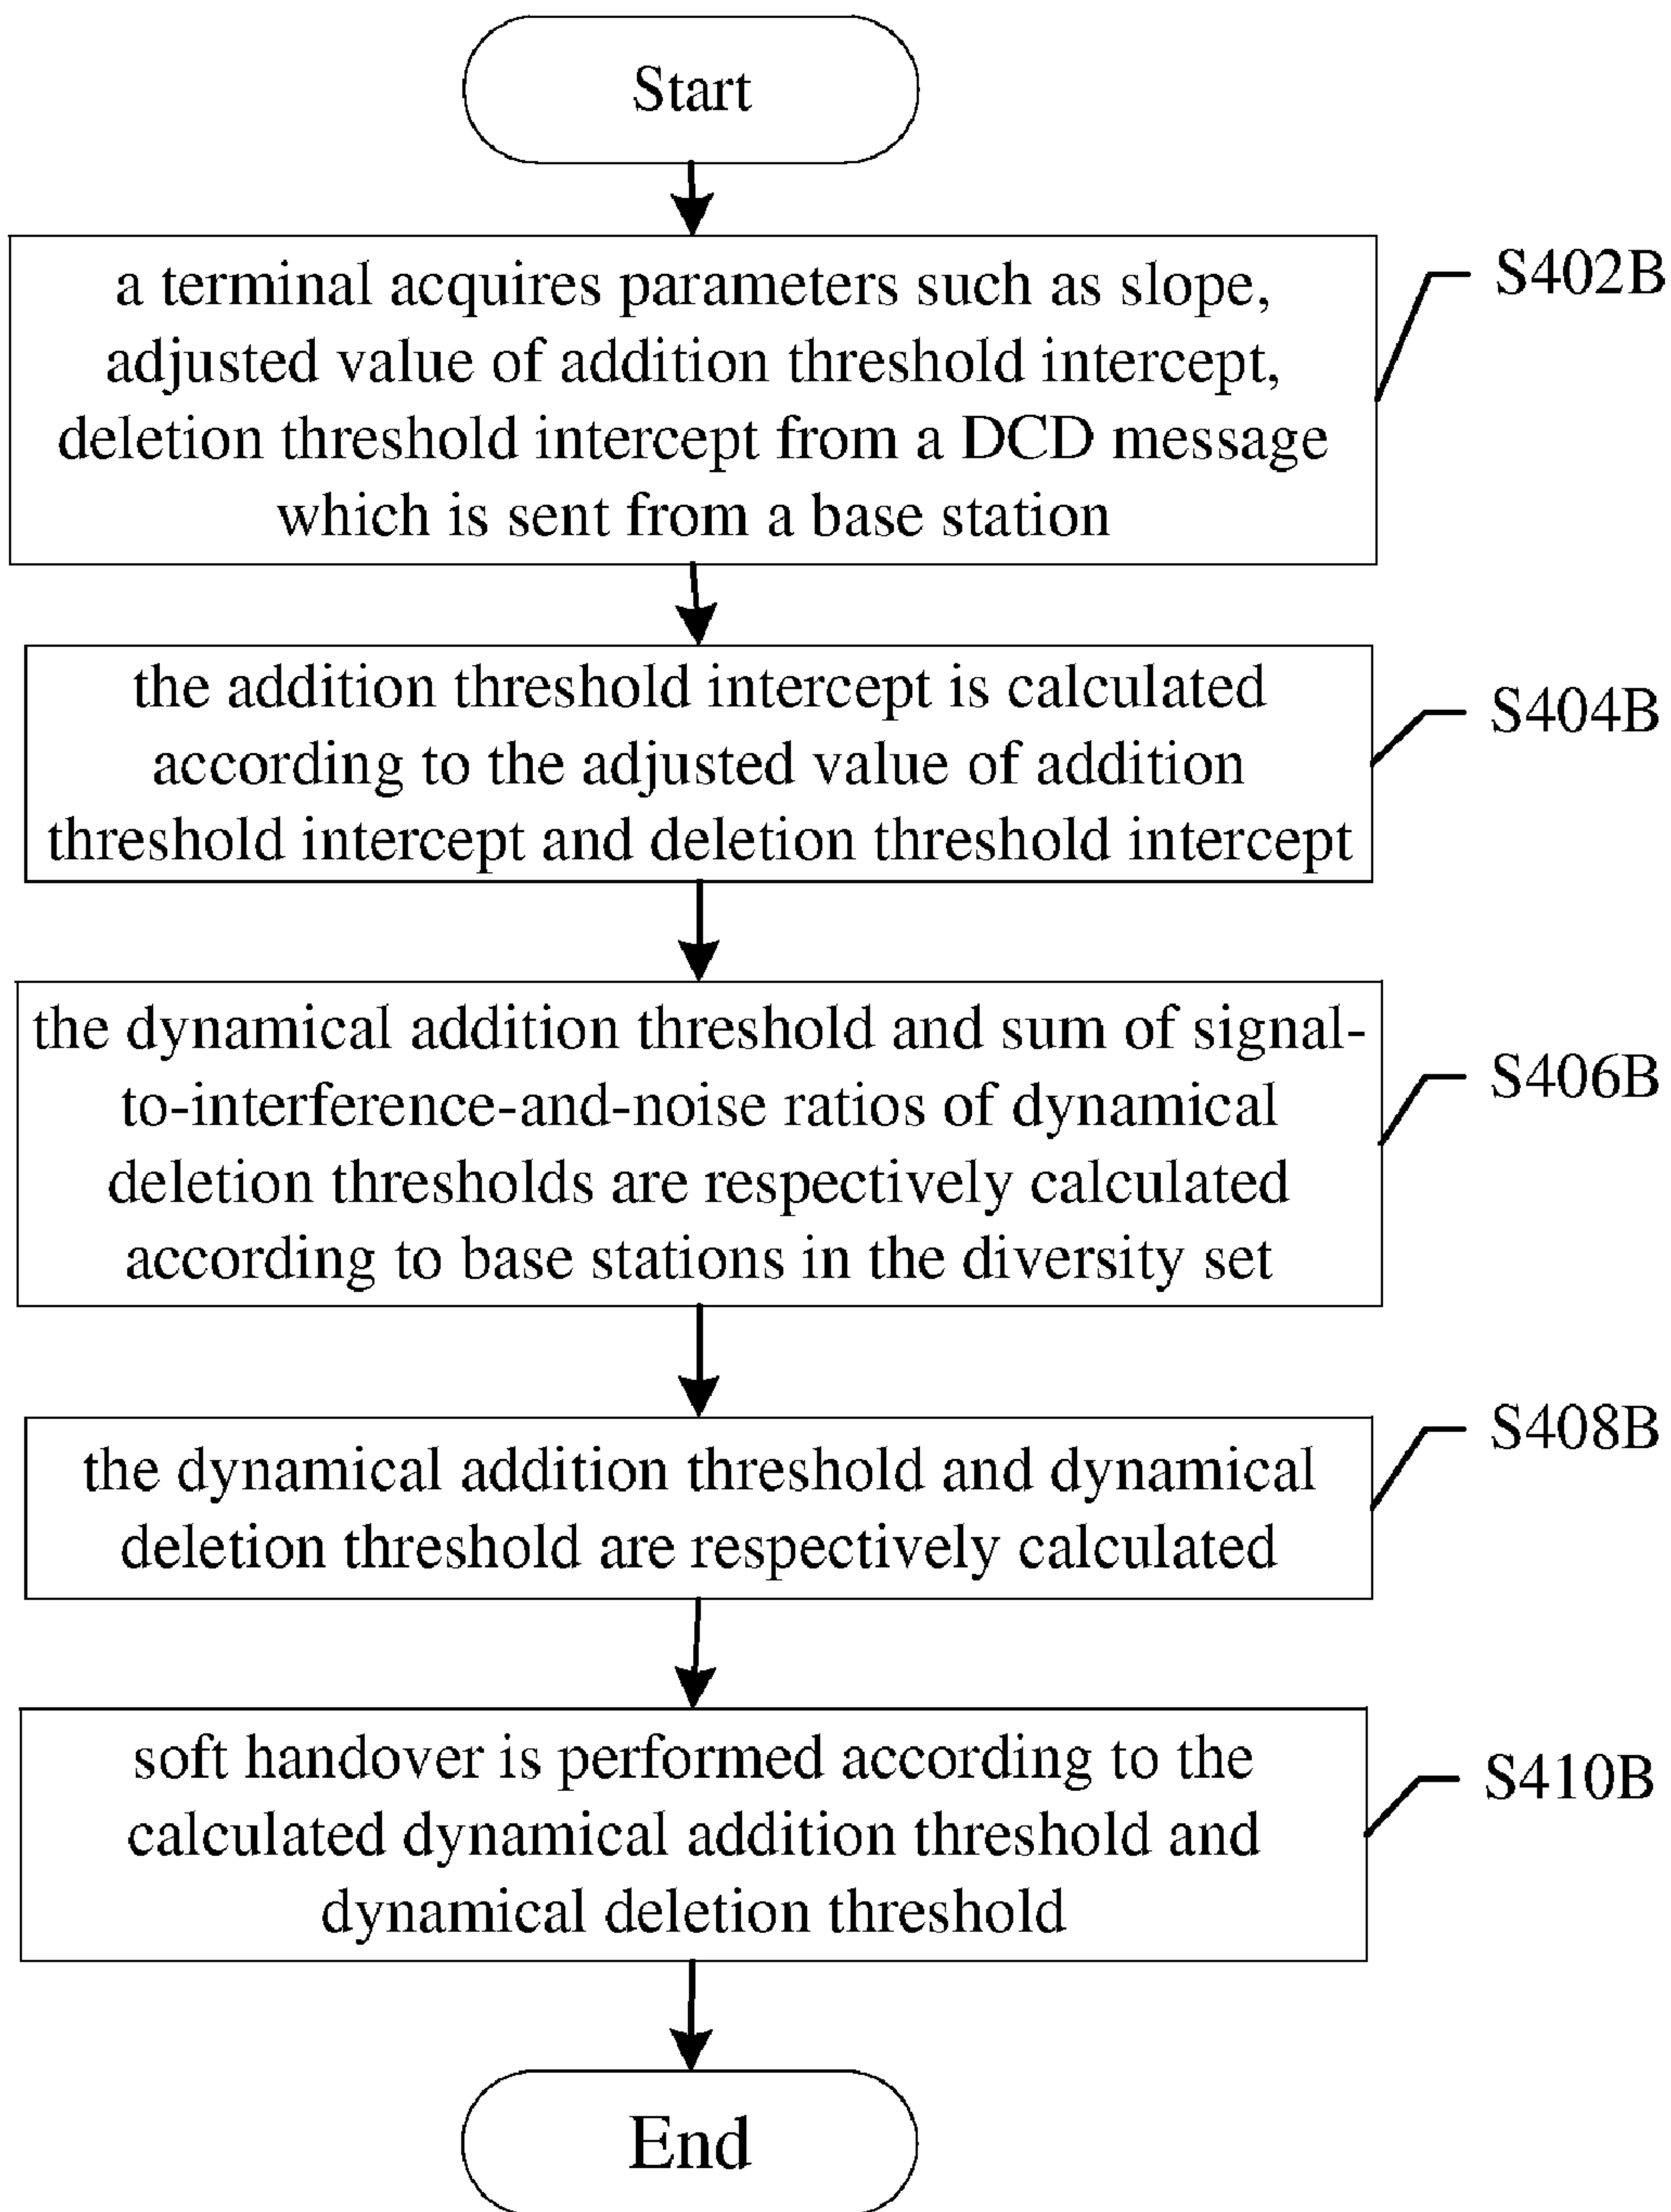 Start
a terminal acquires parameters such as slope,
adjusted value of addition threshold intercept,
deletion threshold intercept from a DCD message
which is sent from a base station
S402B
the addition threshold intercept is calculated
according to the adjusted value of addition
threshold intercept and deletion threshold intercept
S404B
the dynamical addition threshold and sum of signal-
to-interference-and-noise ratios of dynamical
deletion thresholds are respectively calculated
according to base stations in the diversity set
S406B
the dynamical addition threshold and dynamical
deletion threshold are respectively calculated
S408B
soft handover is performed according to the
calculated dynamical addition threshold and
dynamical deletion threshold
S410B
End